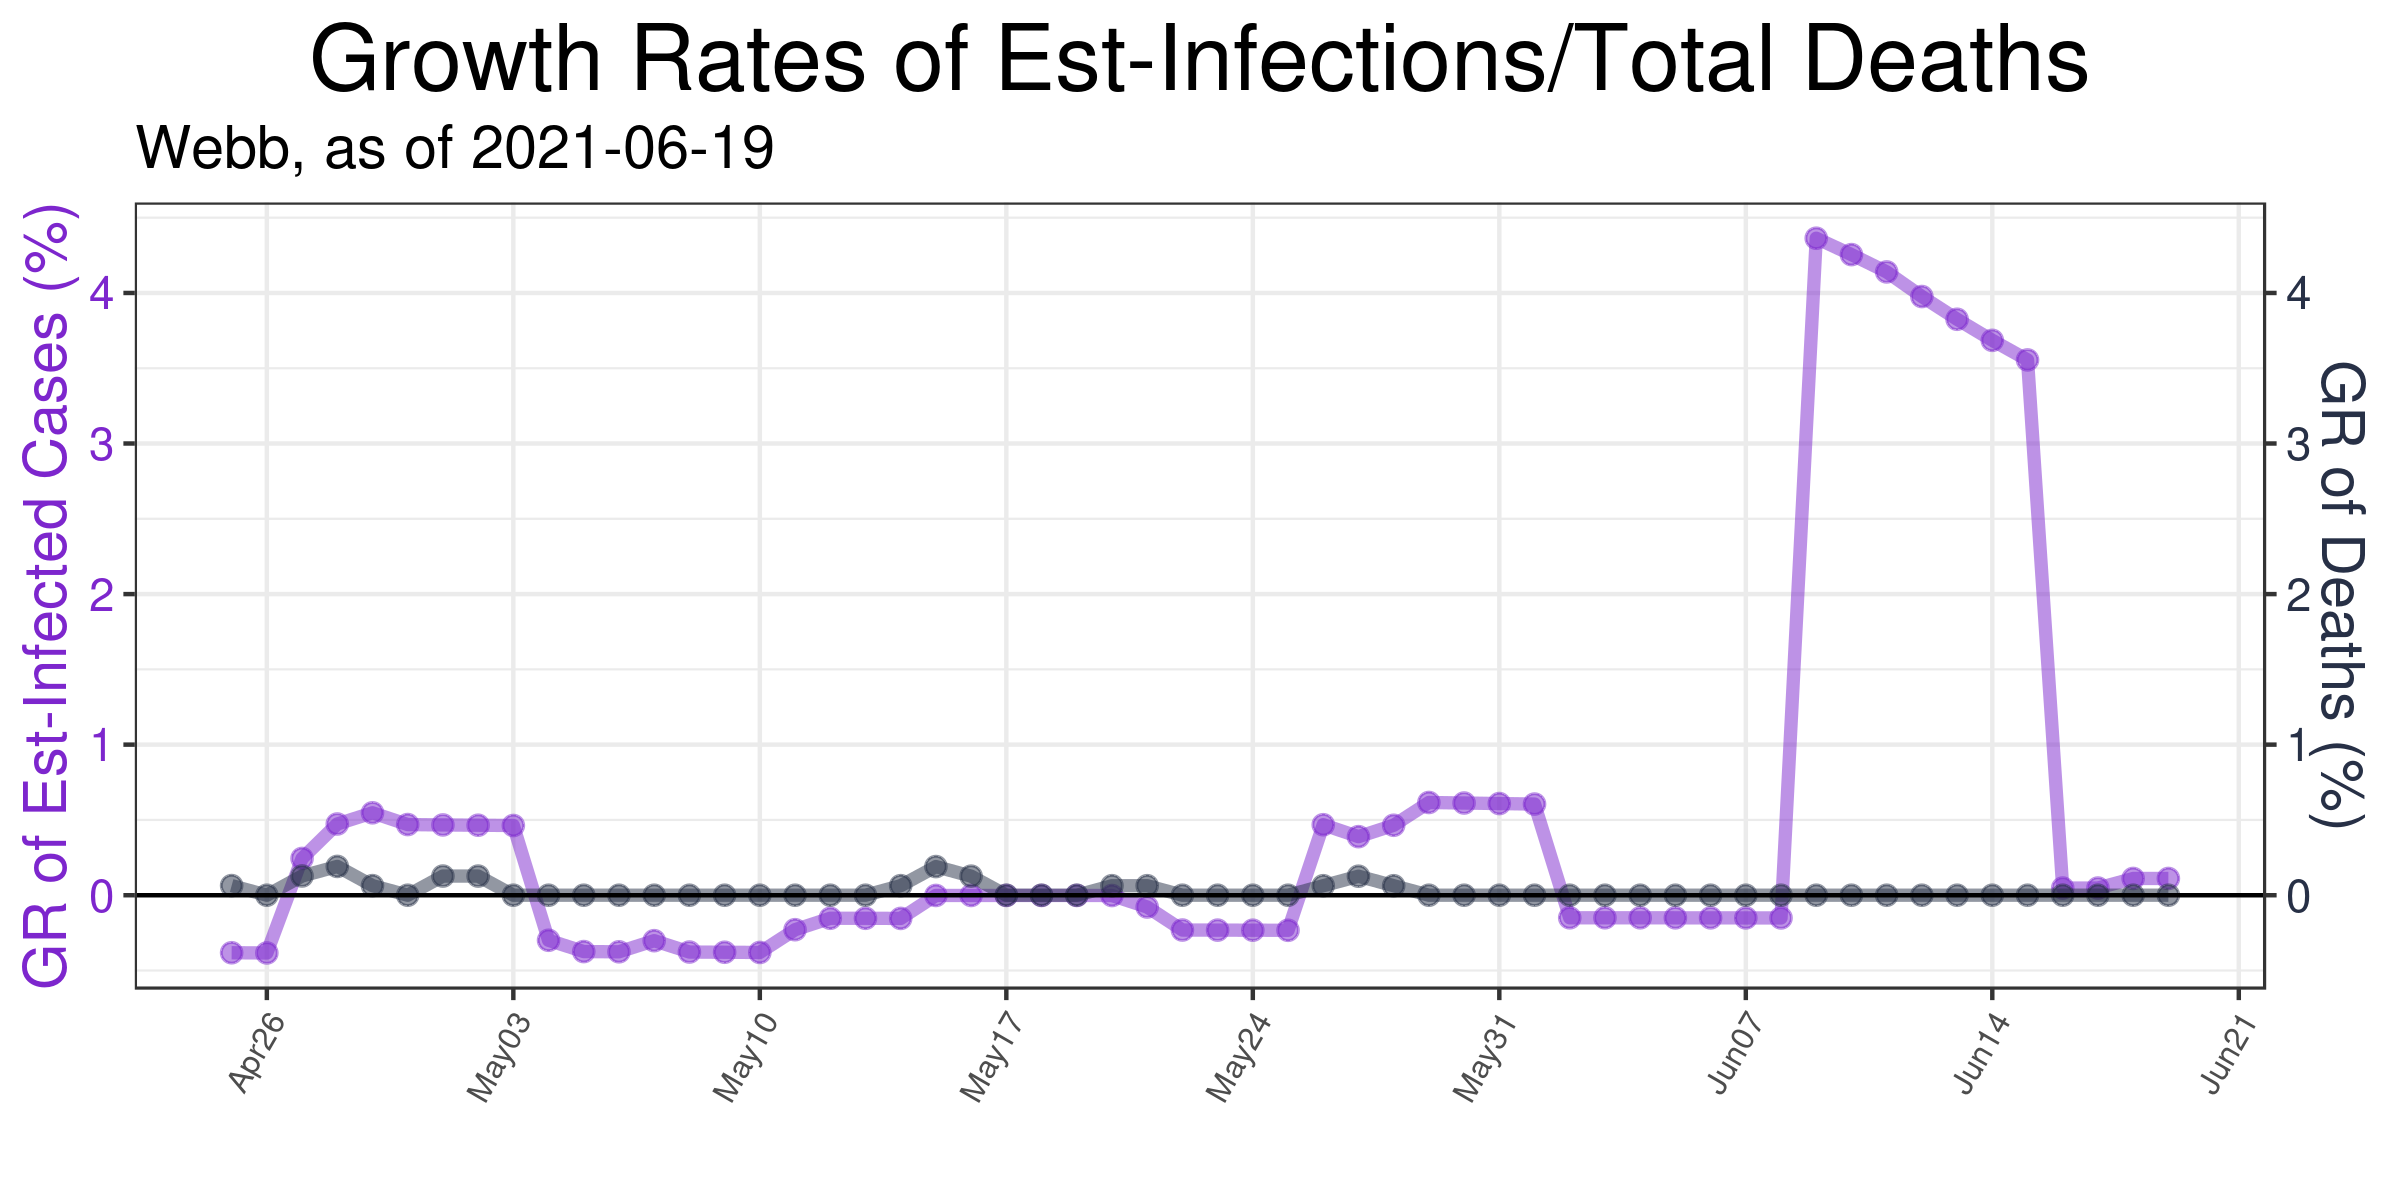 Growth Rates of Est-Infections/Total Deaths
Webb, as of 2021-06-19
GR of Est-Infected Cases (%)
4
3
2
1
0
4
3
2
1
0
GR of Deaths (%)
Apr26
May03
May10
May17
May24
May31
Jun07
Jun14
Jun21